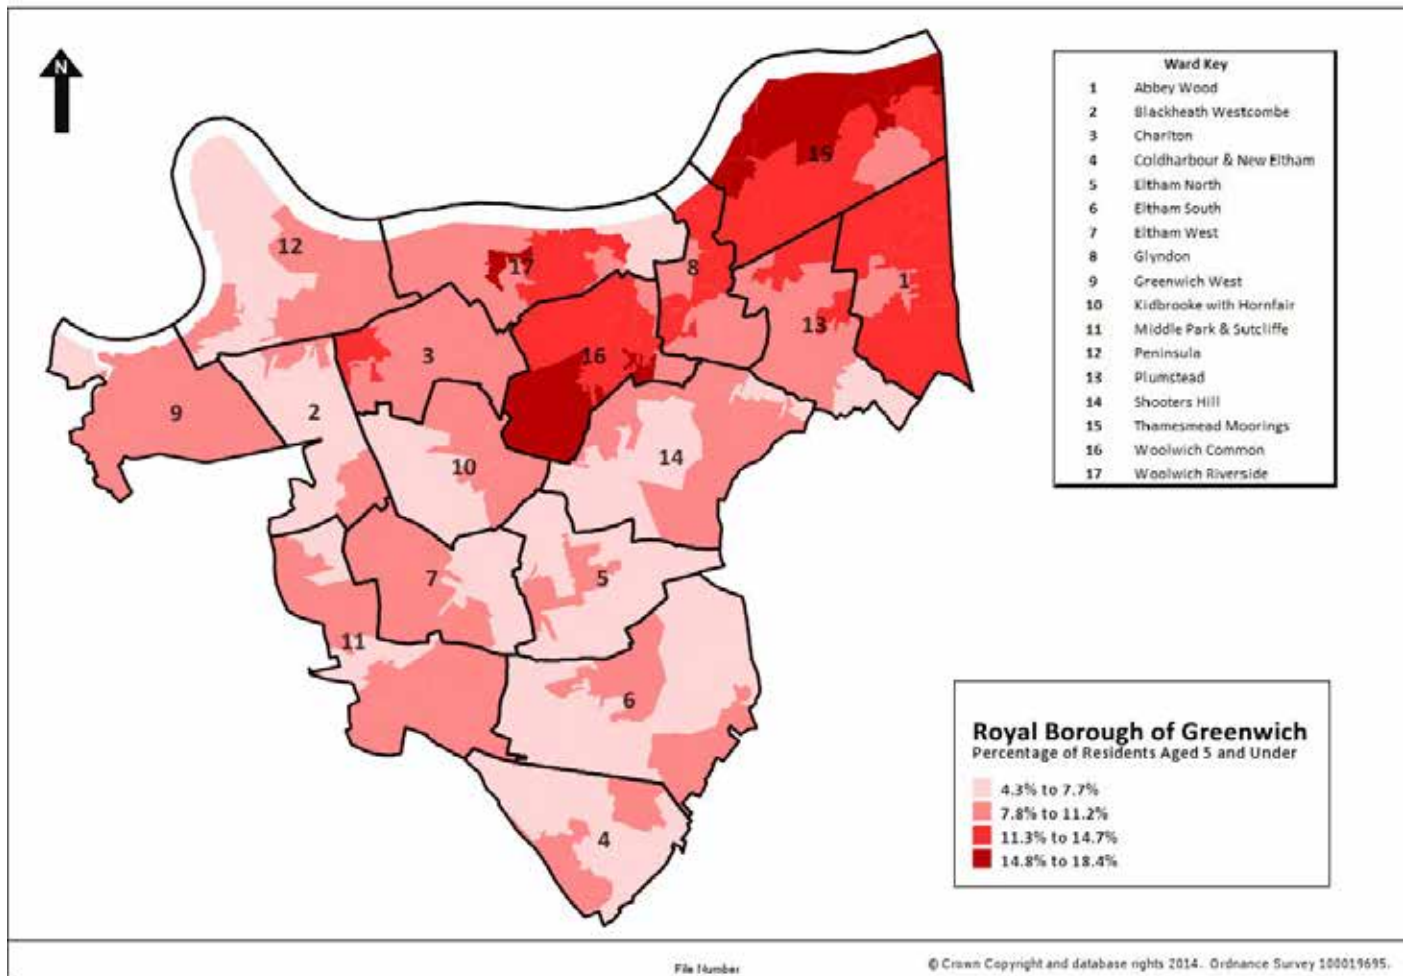 N
Ward Key
1 Abbey Wood
2 Blackheath Westcombe
3 Charlton
4 Coldharbour & New Eltham
5 Eltham North
6 Eltham South
7 Eltham West
8 Glyndon
9 Greenwich West
10 Kidbrooke with Hornfair
11 Middle Park & Sutcliffe
12 Peninsula
13 Plumstead
14 Shooters Hill
15 Thamesmead Moorings
16 Woolwich Common
17 Woolwich Riverside
15
12
17
8
1
13
3
16
9
2
10
14
7
5
11
6
4
Royal Borough of Greenwich
Percentage of Residents Aged 5 and Under
4.3% to 7.7%
7.8% to 11.2%
11.3% to 14.7%
14.8% to 18.4%
File Number
© Crown Copyright and database rights 2014. Ordnance Survey 100019695.